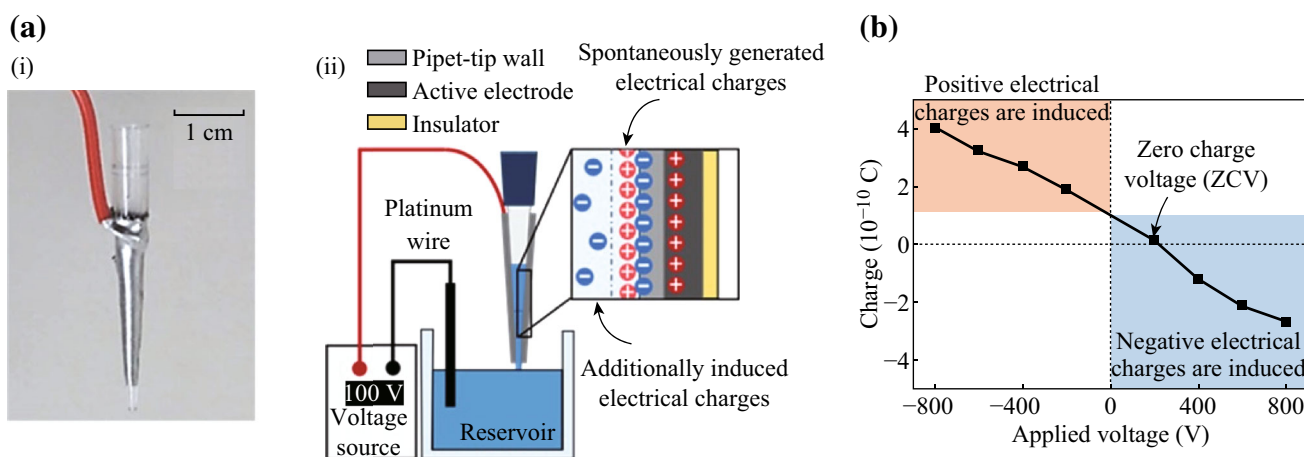 (a)
(i)
1 cm
(ii)
Pipet-tip wall
Active electrode
Insulator
Spontaneously generated
electrical charges
Platinum
wire
100 V
Voltage
source
Reservoir
Additionally induced
electrical charges
(b)
Positive electrical
charges are induced
Zero charge
voltage (ZCV)
Negative electrical
charges are induced
Charge (10⁻¹⁰ C)
4
2
0
−2
−4
−800
−400
0
400
800
Applied voltage (V)